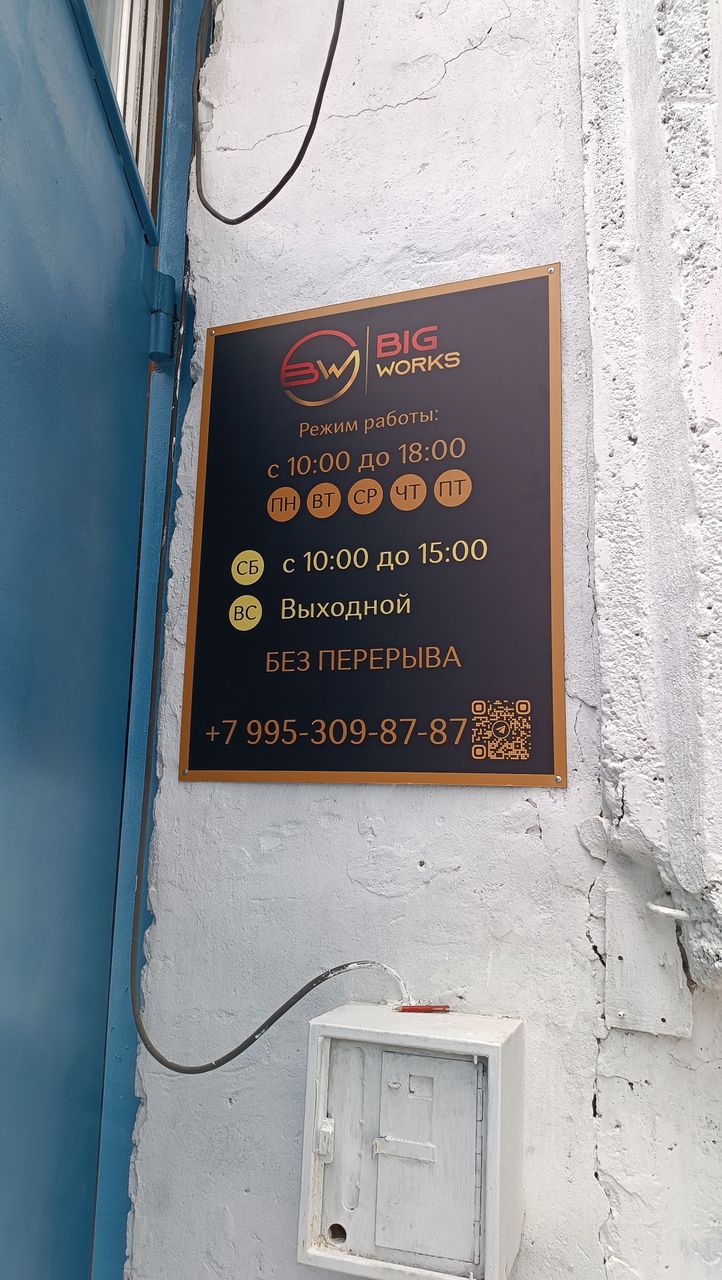 BW BIG
WORKS
Режим работы:
с 10:00 до 18:00
ПН ВТ СР ЧТ ПТ
СБ с 10:00 до 15:00
ВС Выходной
БЕЗ ПЕРЕРЫВА
+7 995-309-87-87